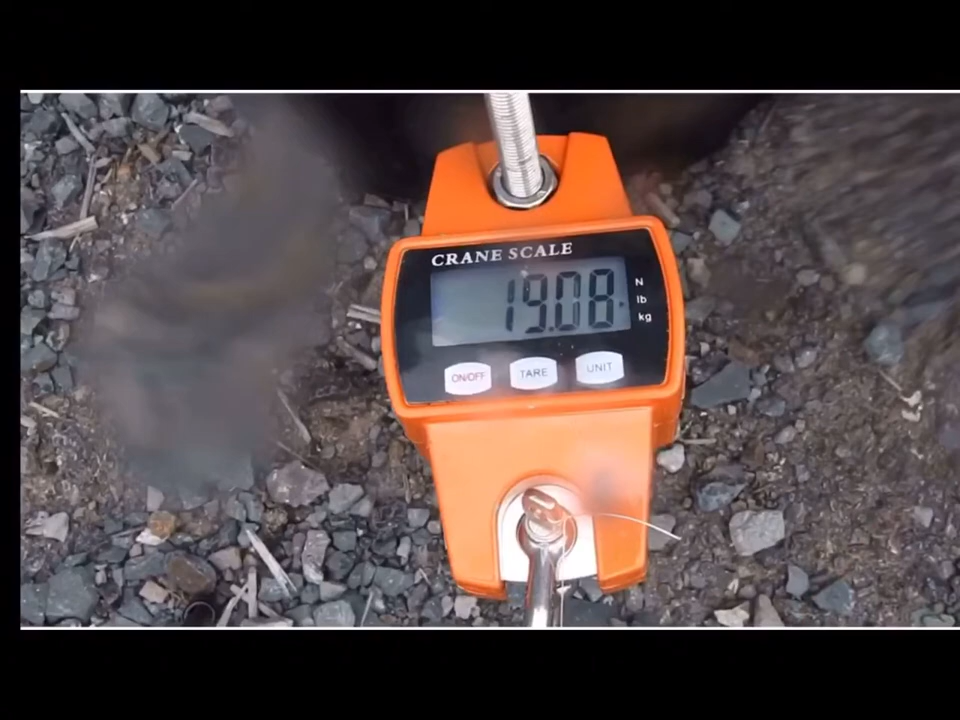 CRANE SCALE
19.08
N
lb
kg
ON/OFF
TARE
UNIT